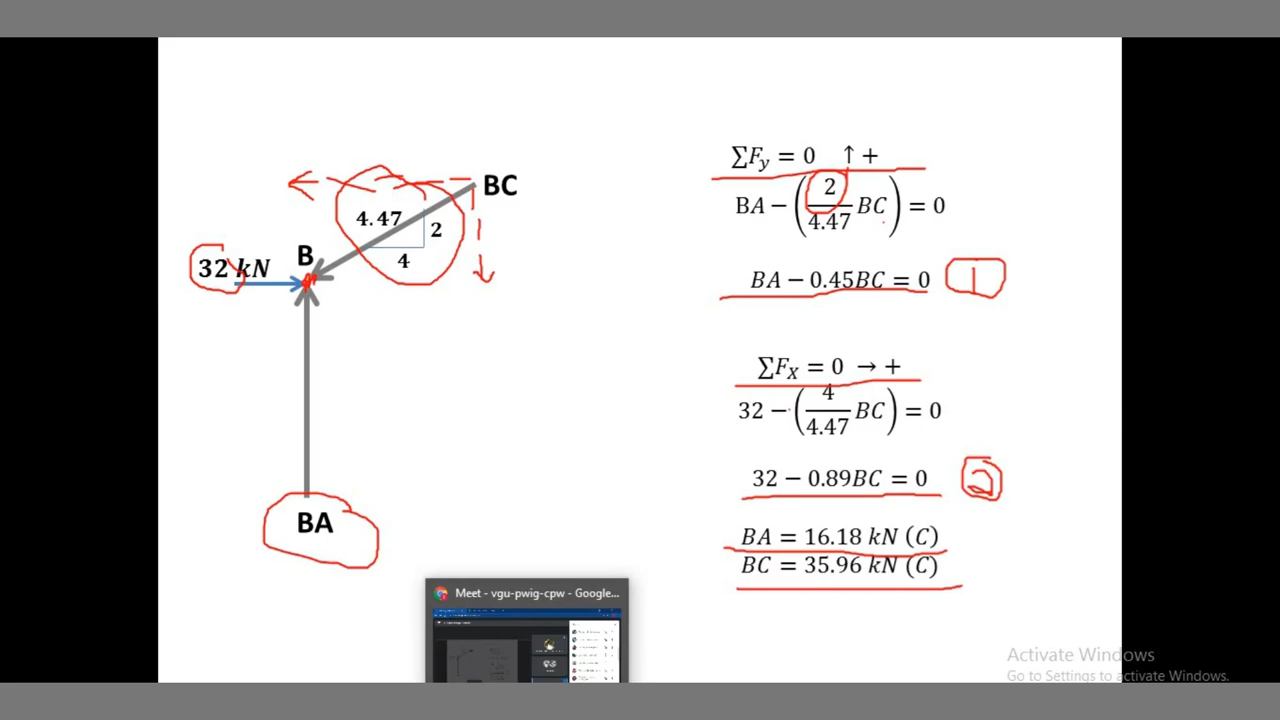 BC
4.47
2
4
B
32 kN
BA
∑F_y = 0 ↑ +
BA − (2/4.47 BC) = 0
BA − 0.45BC = 0
1
∑F_X = 0 → +
32 − (4/4.47 BC) = 0
32 − 0.89BC = 0
2
BA = 16.18 kN (C)
BC = 35.96 kN (C)
Meet - vgu-pwig-cpw - Google...
Activate Windows
Go to Settings to activate Windows.